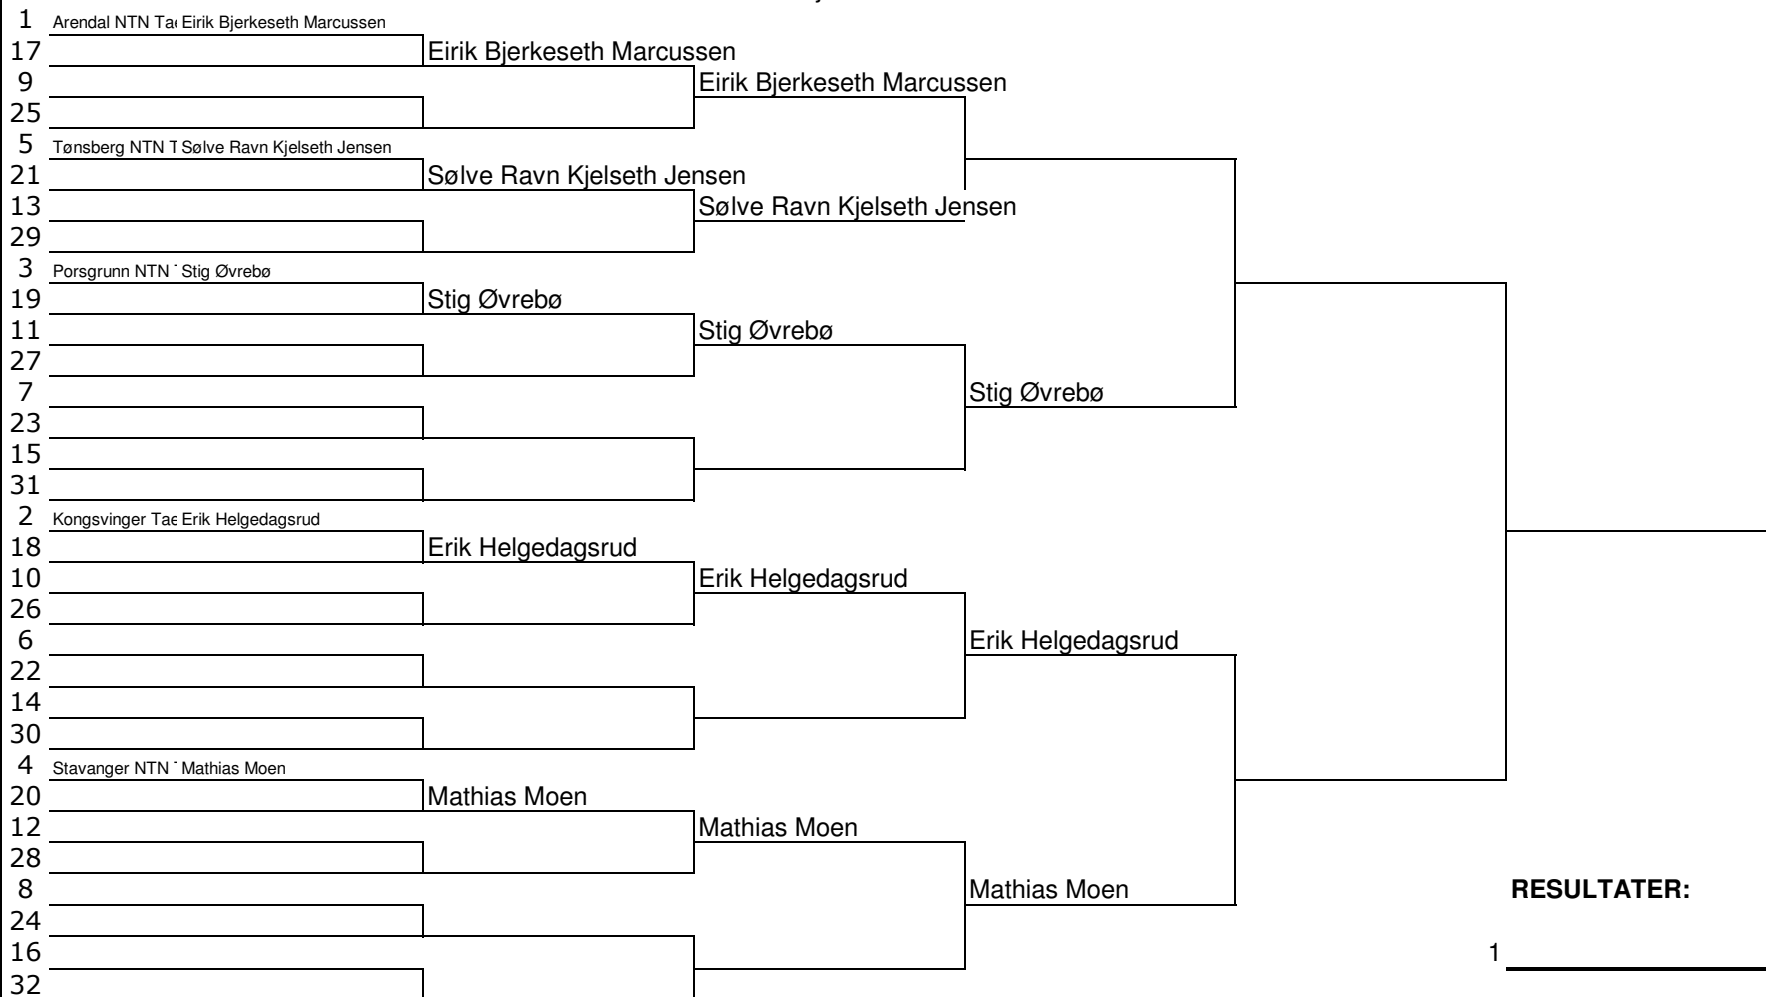 1 Arendal NTN Ta Eirik Bjerkeseth Marcussen
17 Eirik Bjerkeseth Marcussen
9 Eirik Bjerkeseth Marcussen
25
5 Tønsberg NTN T Sølve Ravn Kjelseth Jensen
21 Sølve Ravn Kjelseth Jensen
13 Sølve Ravn Kjelseth Jensen
29
3 Porsgrunn NTN Stig Øvrebø
19 Stig Øvrebø
11 Stig Øvrebø
27
7 Stig Øvrebø
23
15
31
2 Kongsvinger Tae Erik Helgedagsrud
18 Erik Helgedagsrud
10 Erik Helgedagsrud
26
6 Erik Helgedagsrud
22
14
30
4 Stavanger NTN Mathias Moen
20 Mathias Moen
12 Mathias Moen
28
8 Mathias Moen RESULTATER:
24
16 1
32